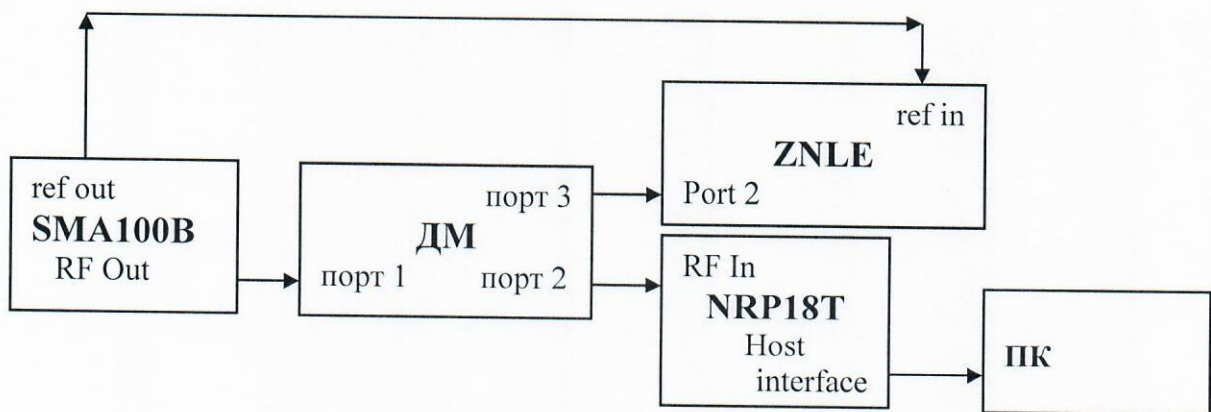 ref in
ZNLE
Port 2
ref out
SMA100B
RF Out
порт 3
ДМ
порт 1
порт 2
RF In
NRP18T
Host
interface
ПК